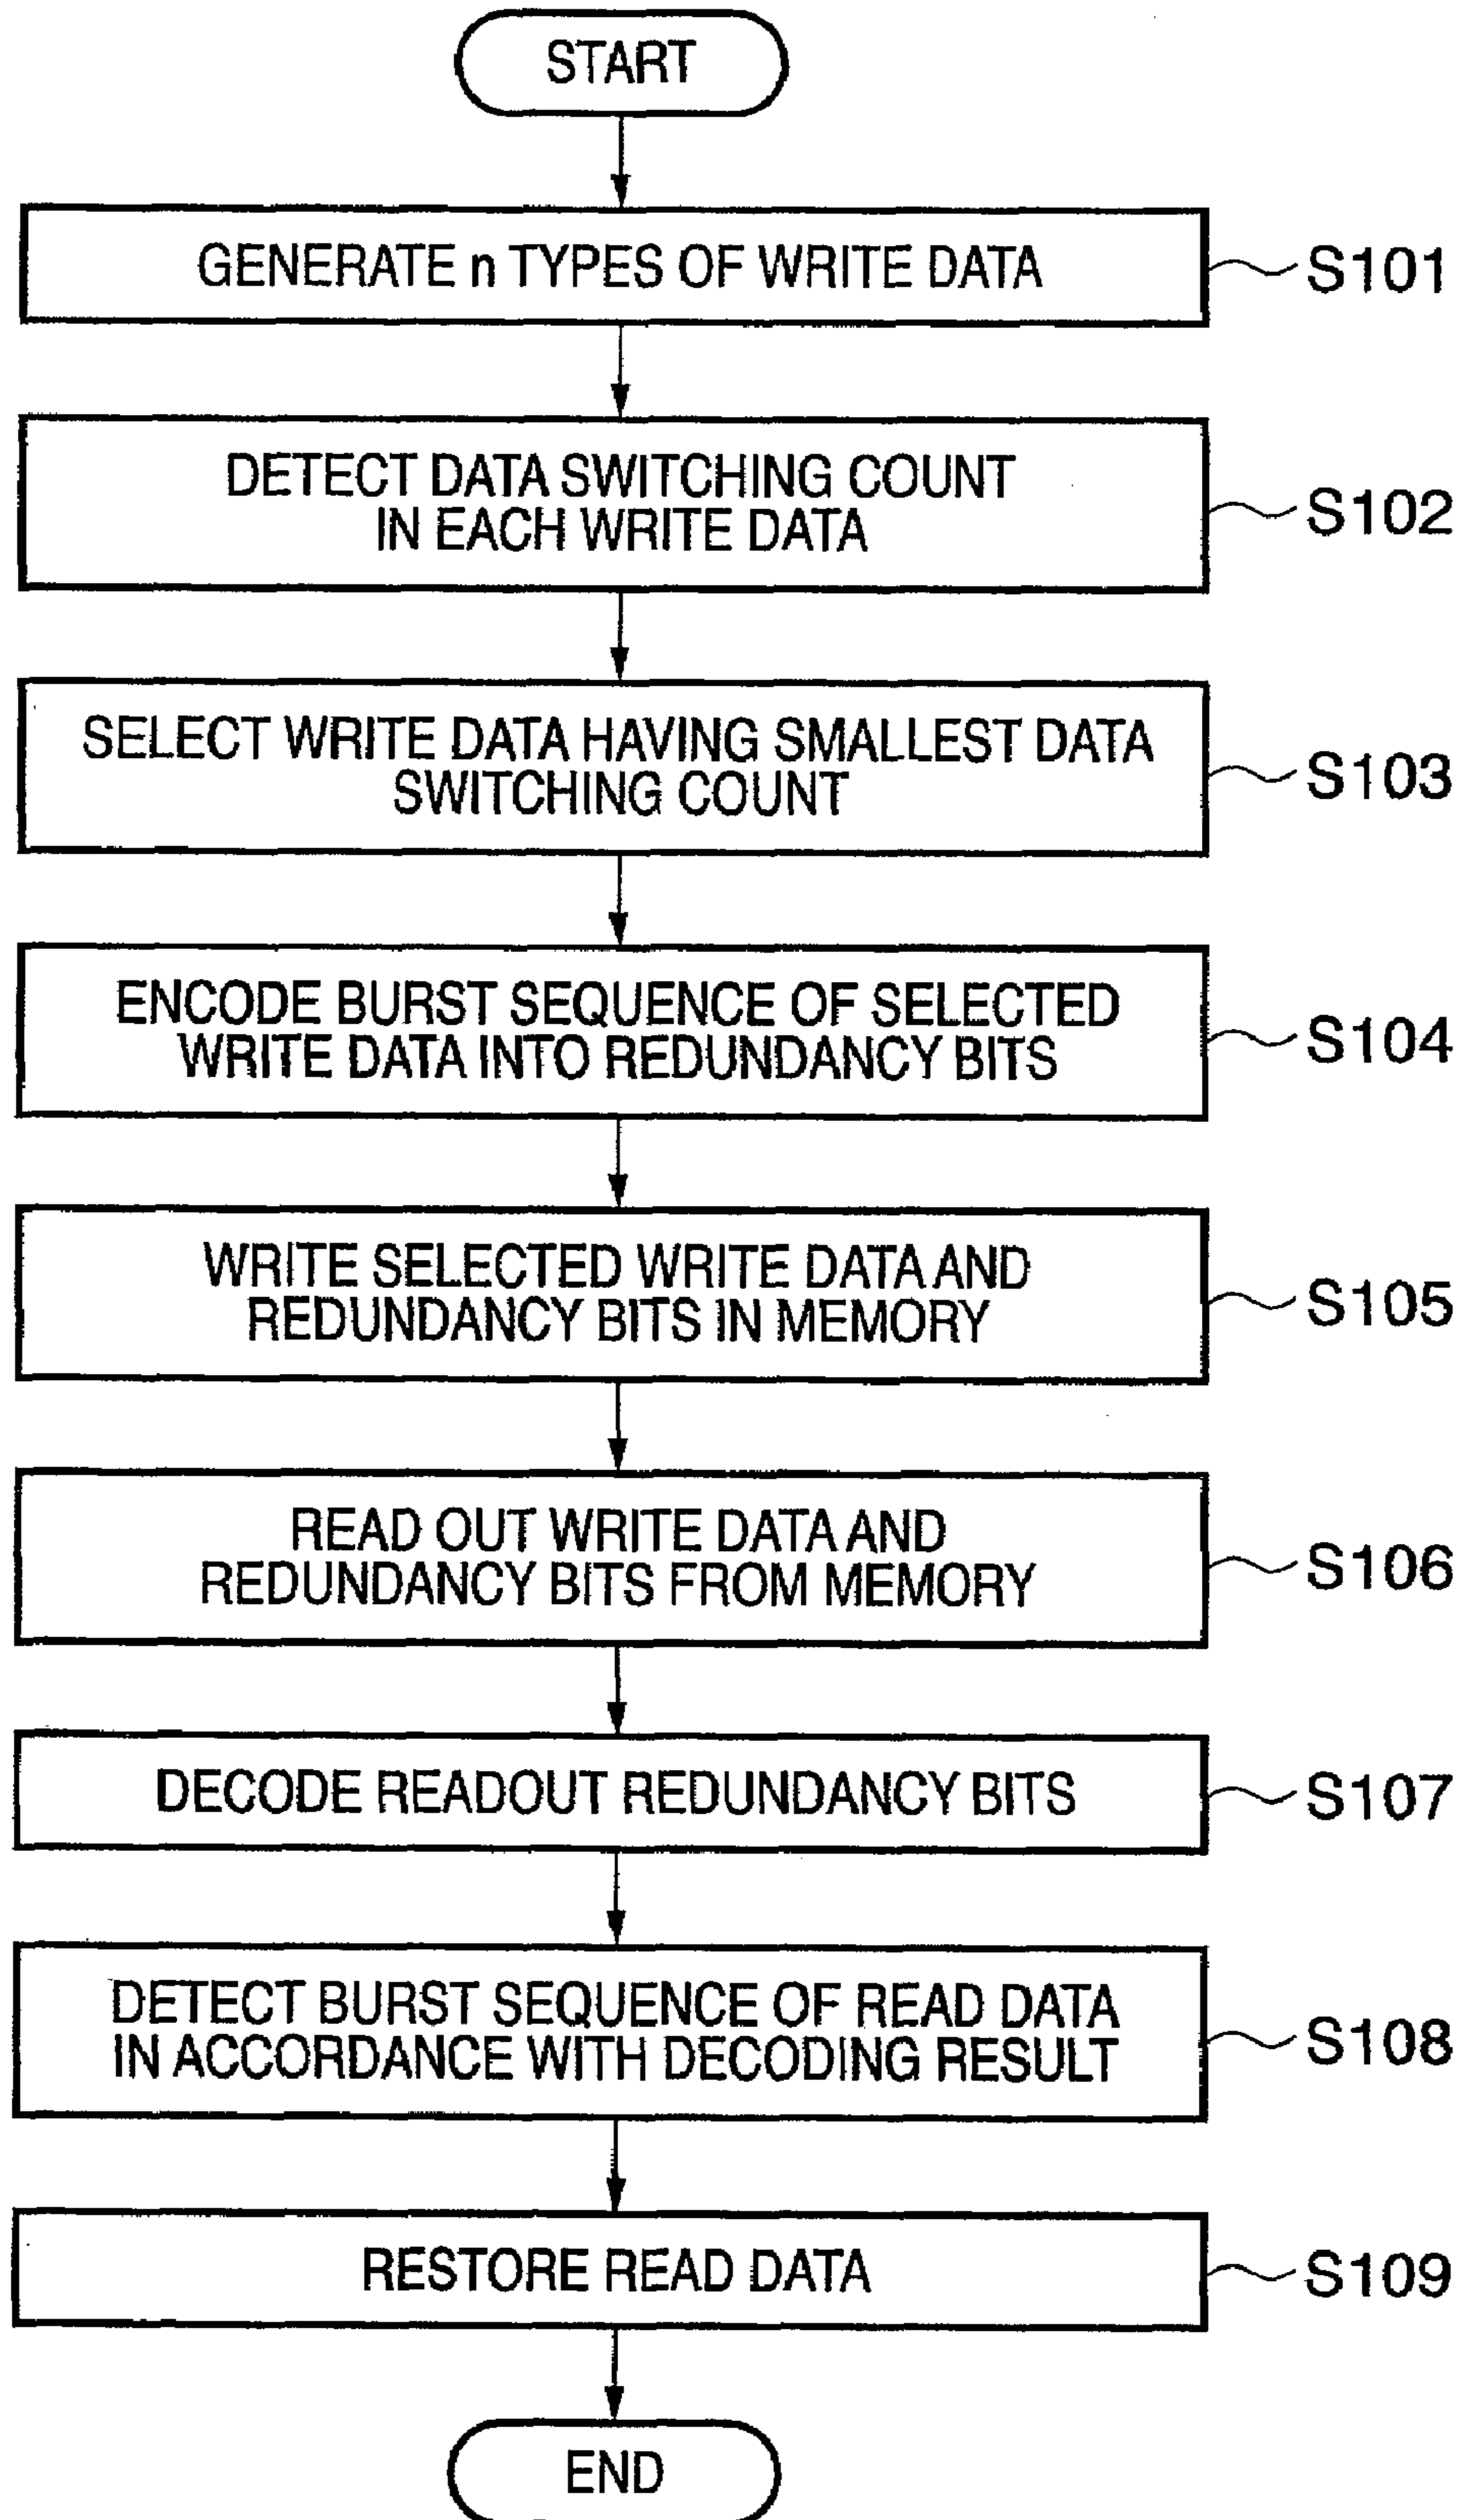 START
GENERATE n TYPES OF WRITE DATA
S101
DETECT DATA SWITCHING COUNT
IN EACH WRITE DATA
S102
SELECT WRITE DATA HAVING SMALLEST DATA
SWITCHING COUNT
S103
ENCODE BURST SEQUENCE OF SELECTED
WRITE DATA INTO REDUNDANCY BITS
S104
WRITE SELECTED WRITE DATA AND
REDUNDANCY BITS IN MEMORY
S105
READ OUT WRITE DATA AND
REDUNDANCY BITS FROM MEMORY
S106
DECODE READOUT REDUNDANCY BITS
S107
DETECT BURST SEQUENCE OF READ DATA
IN ACCORDANCE WITH DECODING RESULT
S108
RESTORE READ DATA
S109
END